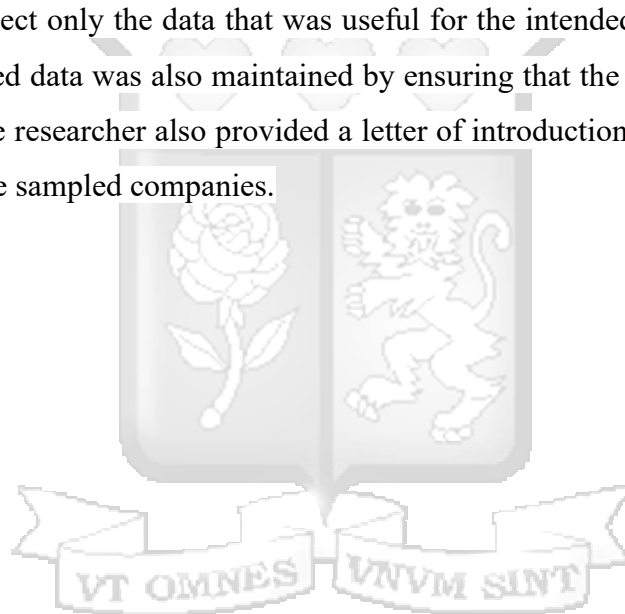 ect only the data that was useful for the intended
ed data was also maintained by ensuring that the
e researcher also provided a letter of introduction
e sampled companies.
VT OMNES VNVM SINT